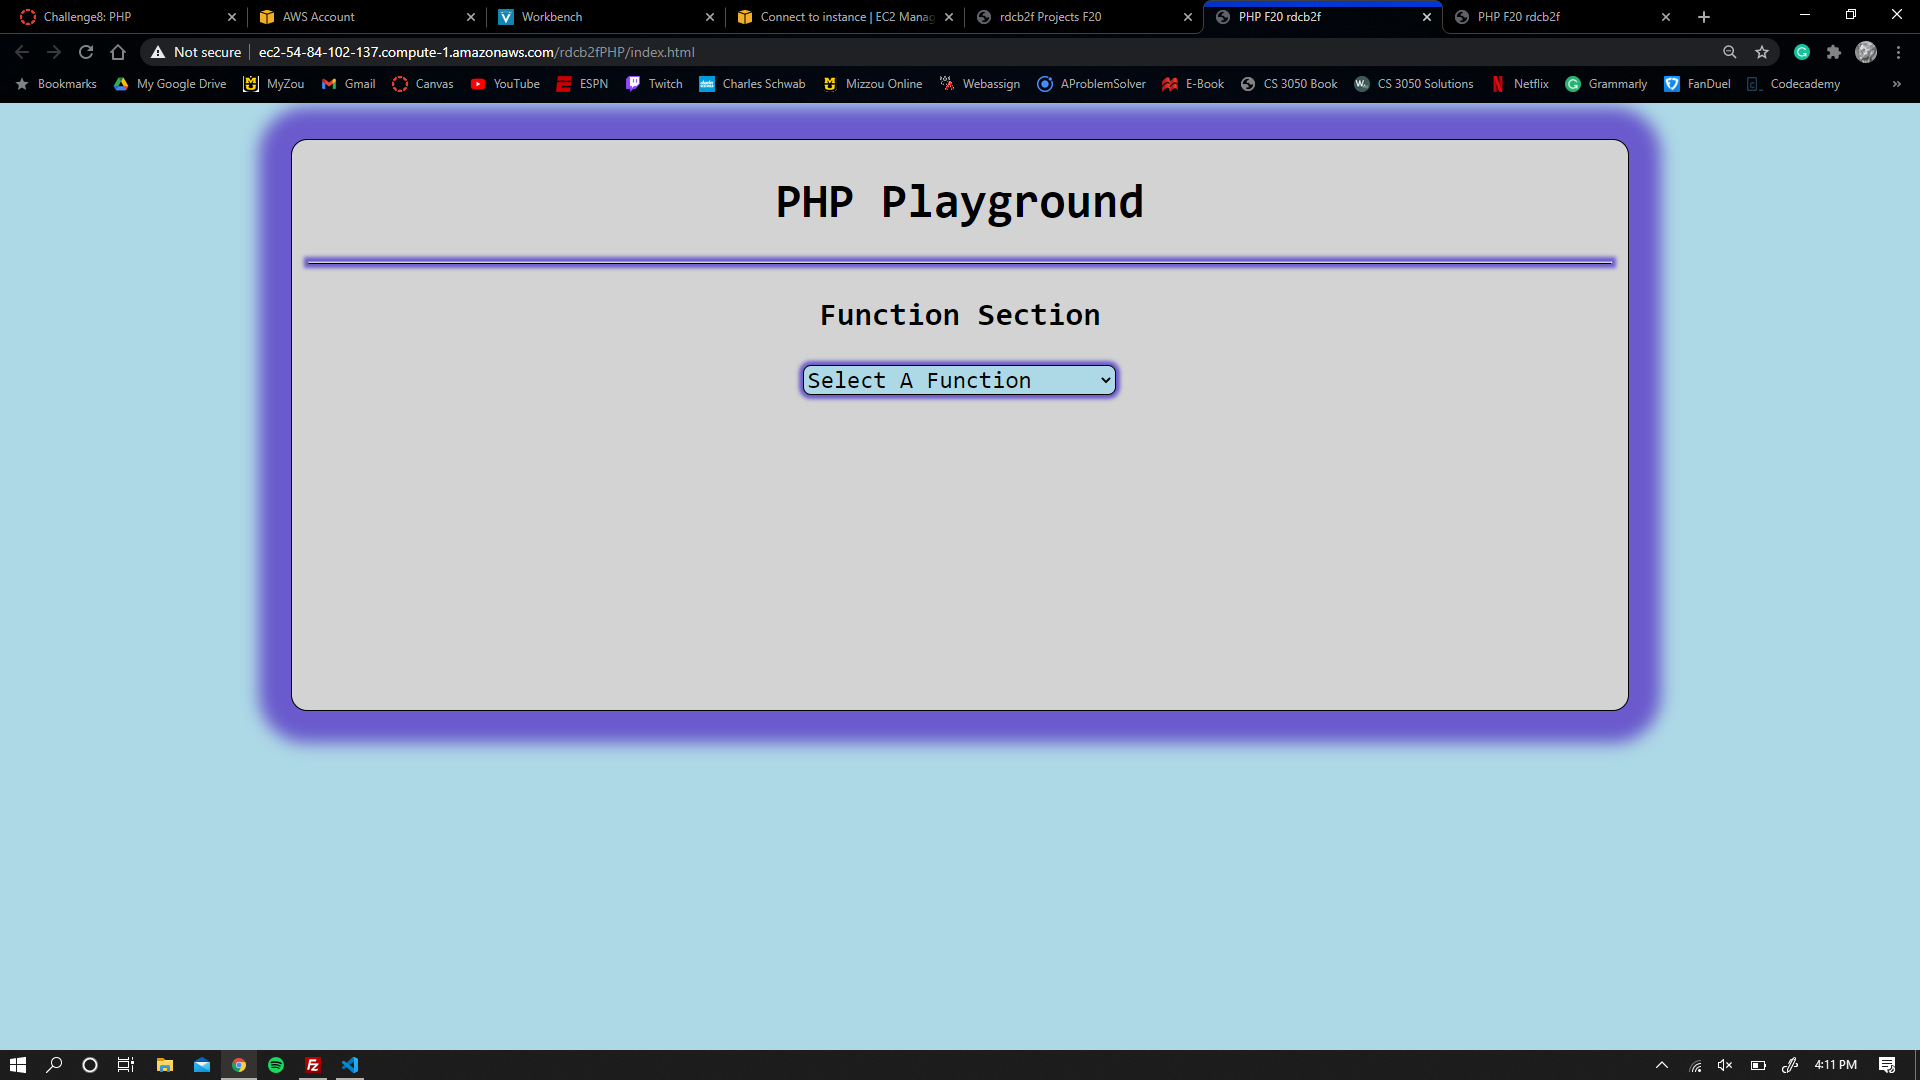 Challenge8: PHP
AWS Account
Workbench
Connect to instance | EC2 Manag
rdcb2f Projects F20
PHP F20 rdcb2f
PHP F20 rdcb2f
Not secure
ec2-54-84-102-137.compute-1.amazonaws.com/rdcb2fPHP/index.html
Bookmarks
My Google Drive
MyZou
Gmail
Canvas
YouTube
ESPN
Twitch
Charles Schwab
Mizzou Online
Webassign
AProblemSolver
E-Book
CS 3050 Book
CS 3050 Solutions
Netflix
Grammarly
FanDuel
Codecademy
»
PHP Playground
Function Section
Select A Function
4:11 PM